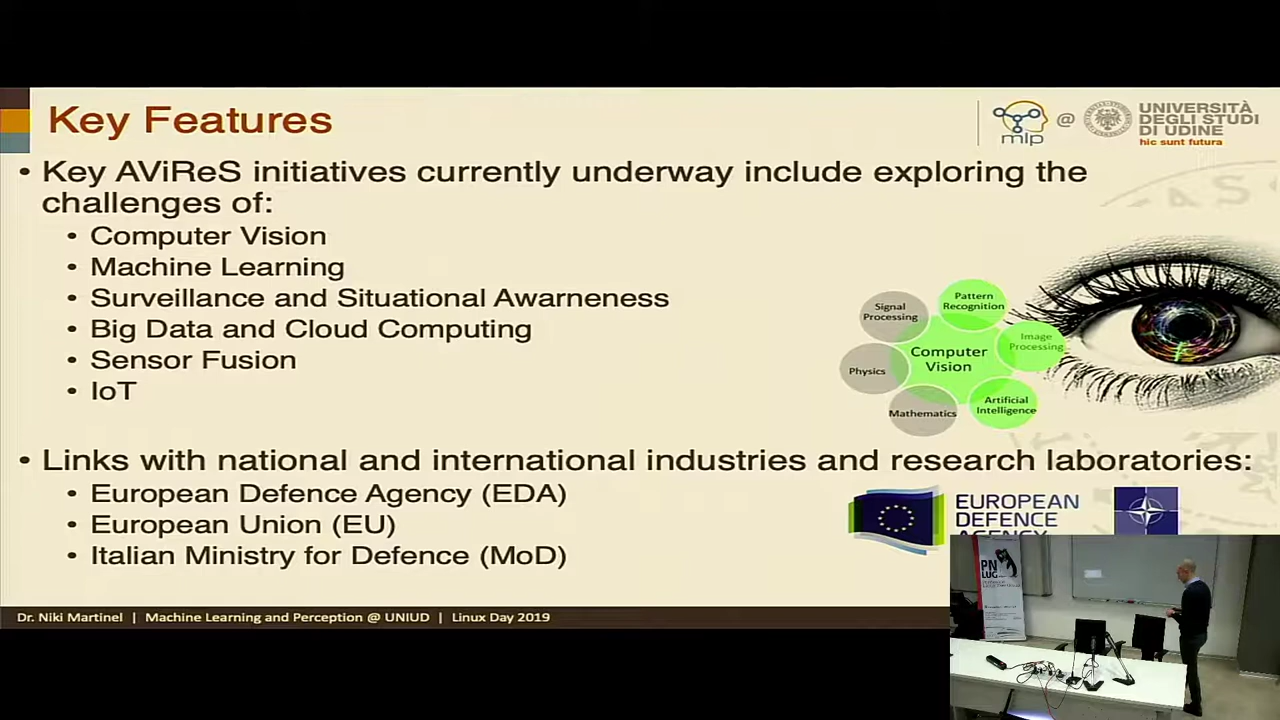 Key Features
mlp
@
UNIVERSITÀ
DEGLI STUDI
DI UDINE
hic sunt futura
• Key AViReS initiatives currently underway include exploring the
challenges of:
• Computer Vision
• Machine Learning
• Surveillance and Situational Awarneness
• Big Data and Cloud Computing
• Sensor Fusion
• IoT
Signal
Processing
Pattern
Recognition
Image
Processing
Computer
Vision
Physics
Mathematics
Artificial
Intelligence
• Links with national and international industries and research laboratories:
• European Defence Agency (EDA)
• European Union (EU)
• Italian Ministry for Defence (MoD)
EUROPEAN
DEFENCE
AGENCY
PN
LUG
Dr. Niki Martinel | Machine Learning and Perception @ UNIUD | Linux Day 2019